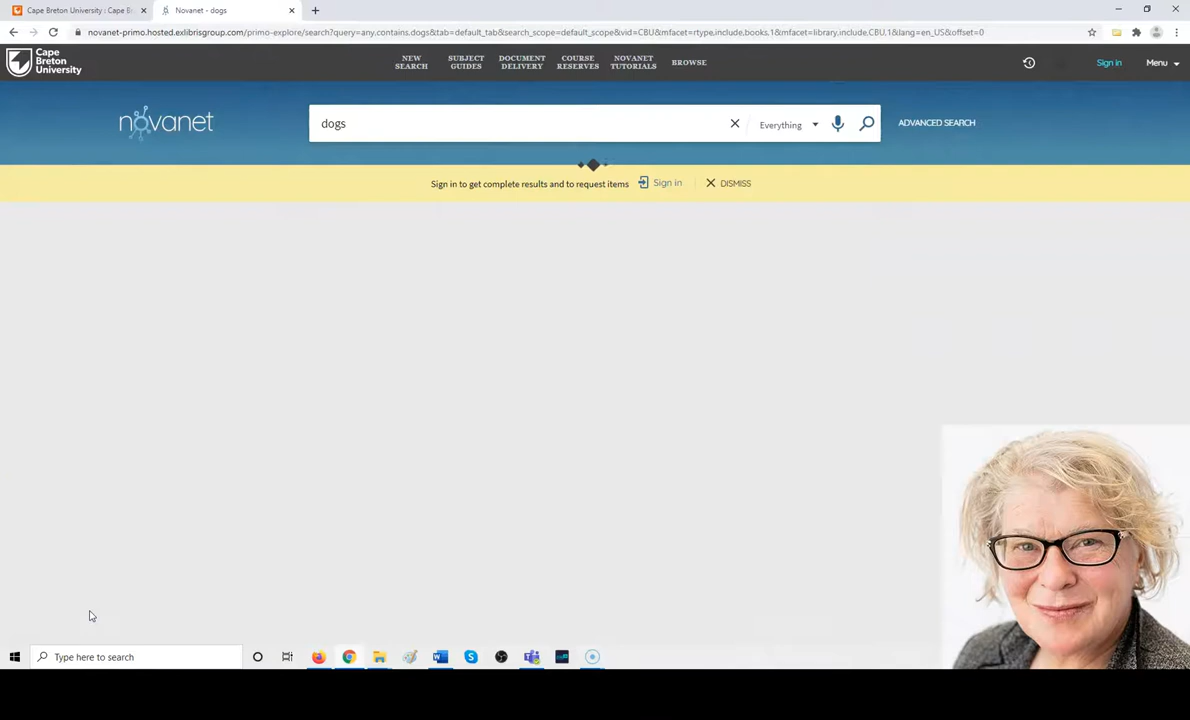 Cape Breton University : Cape B
Novanet - dogs
novanet-primo.hosted.exlibrisgroup.com/primo-explore/search?query=any,contains,dogs&tab=default_tab&search_scope=default_scope&vid=CBU&mfacet=rtype,include,books,1&mfacet=library,include,CBU,1&lang=en_US&offset=0
Cape
Breton
University
NEW
SEARCH
SUBJECT
GUIDES
DOCUMENT
DELIVERY
COURSE
RESERVES
NOVANET
TUTORIALS
BROWSE
Sign in
Menu
novanet
dogs
Everything
ADVANCED SEARCH
Sign in to get complete results and to request items
Sign in
DISMISS
Type here to search